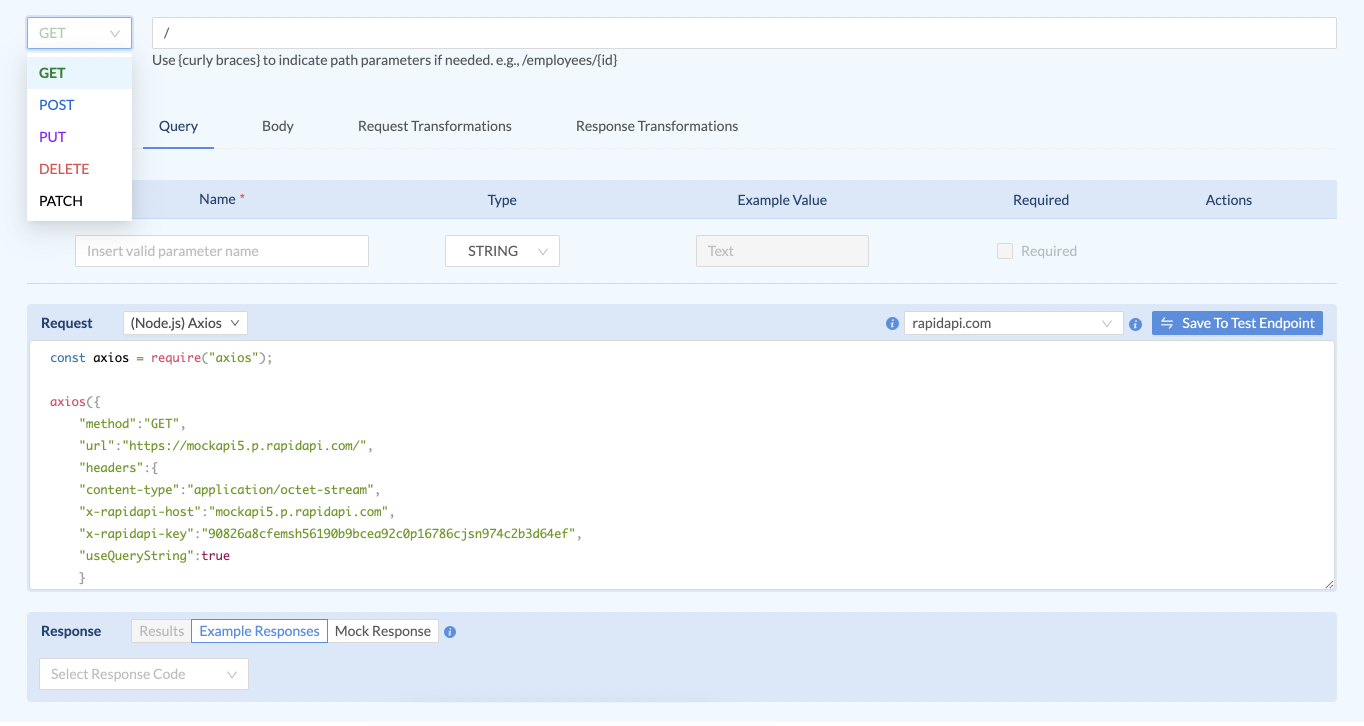 GET
/
Use {curly braces} to indicate path parameters if needed. e.g., /employees/{id}
GET
POST
PUT
DELETE
PATCH
Query Body Request Transformations Response Transformations
Name * Type Example Value Required Actions
Insert valid parameter name STRING Text Required
Request (Node.js) Axios rapidapi.com Save To Test Endpoint
const axios = require("axios");
axios({
"method":"GET",
"url":"https://mockapi5.p.rapidapi.com/",
"headers":{
"content-type":"application/octet-stream",
"x-rapidapi-host":"mockapi5.p.rapidapi.com",
"x-rapidapi-key":"90826a8cfemsh56190b9bcea92c0p16786cjsn974c2b3d64ef",
"useQueryString":true
}
Response Results Example Responses Mock Response
Select Response Code